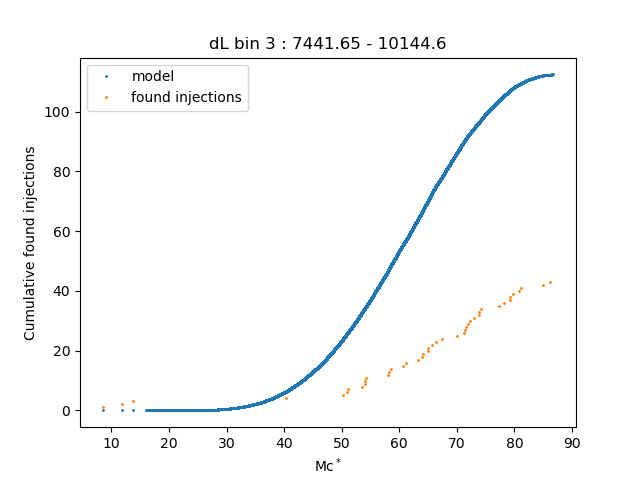 dL bin 3 : 7441.65 - 10144.6
model
found injections
Cumulative found injections
100
80
60
40
20
0
10 20 30 40 50 60 70 80 90
Mc*